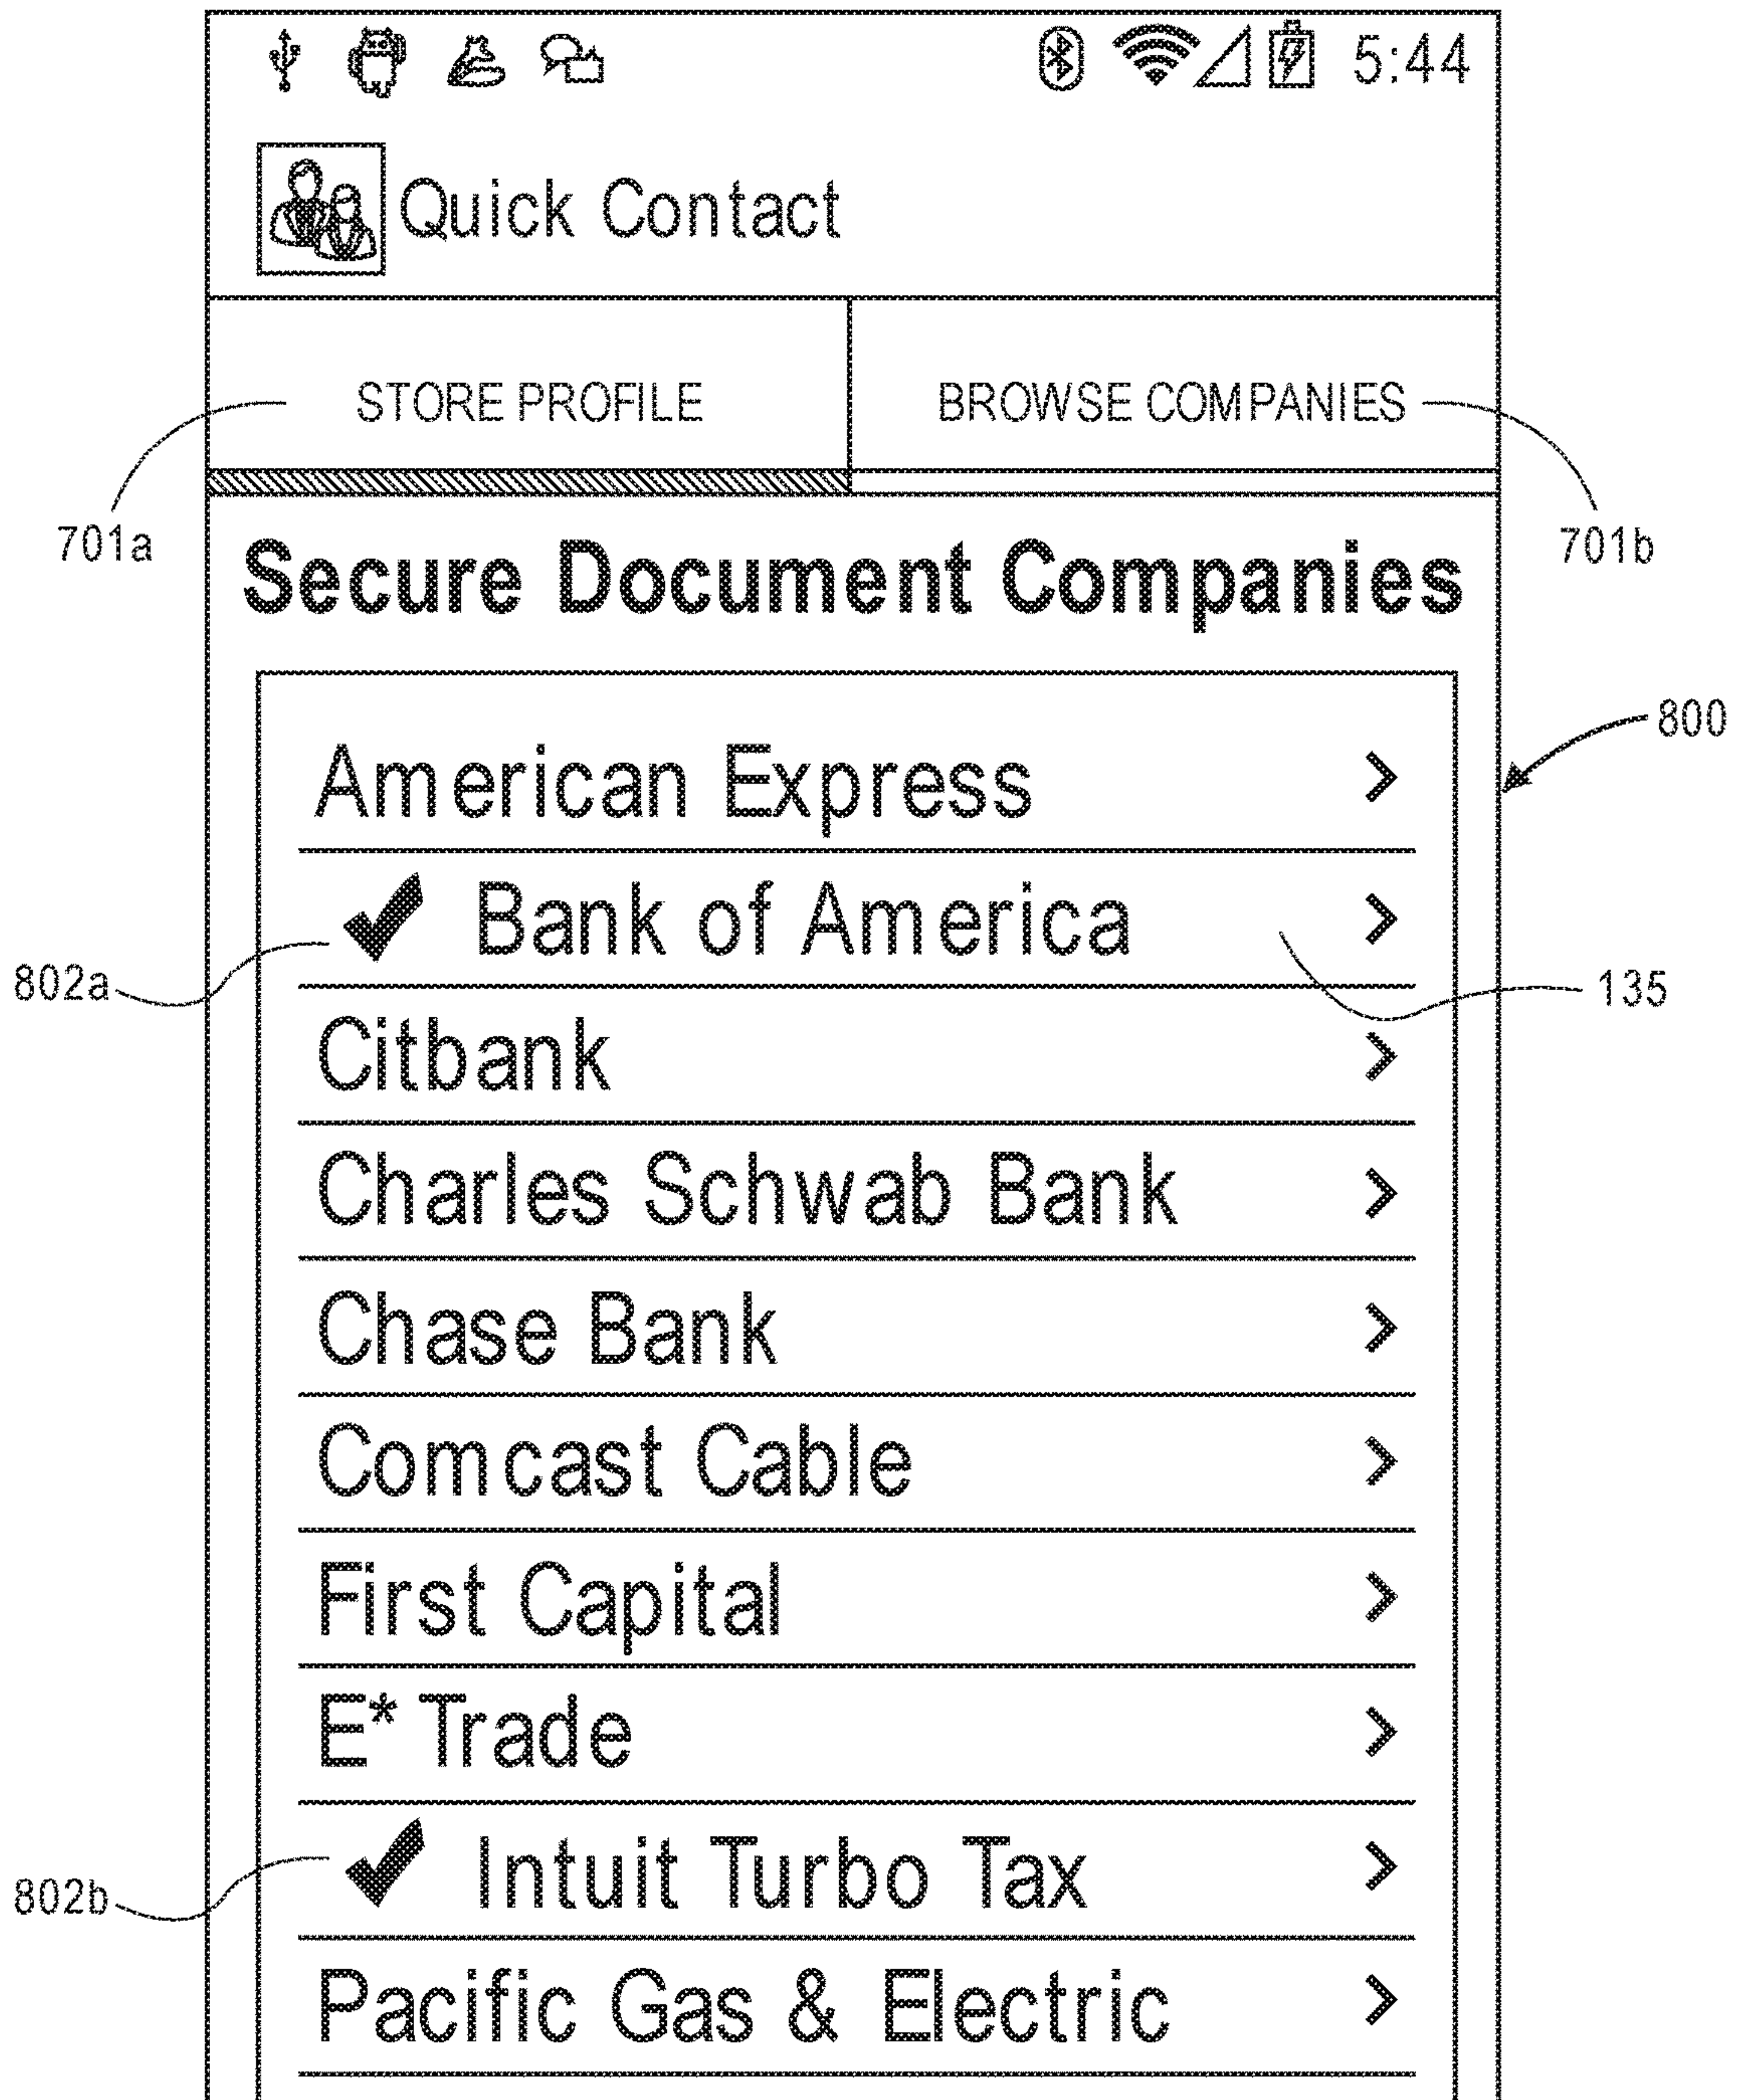 5:44
Quick Contact
STORE PROFILE
BROWSE COMPANIES
701a
701b
Secure Document Companies
800
American Express >
802a
✔ Bank of America >
135
Citbank >
Charles Schwab Bank >
Chase Bank >
Comcast Cable >
First Capital >
E* Trade >
802b
✔ Intuit Turbo Tax >
Pacific Gas & Electric >